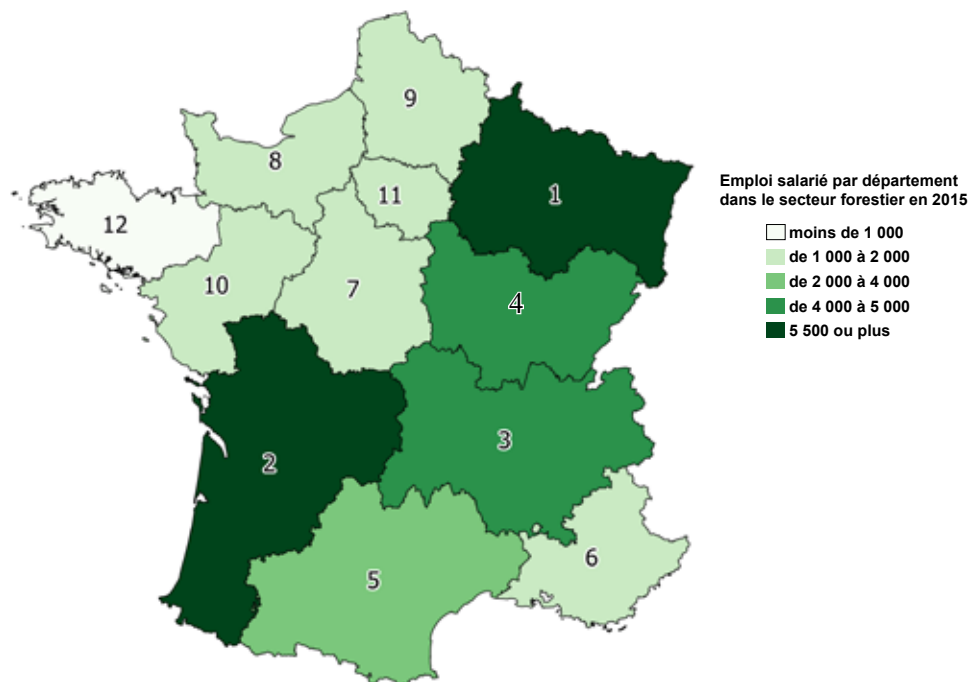 9
8
11
1
12
10
7
4
3
2
6
5
Emploi salarié par département
dans le secteur forestier en 2015
moins de 1 000
de 1 000 à 2 000
de 2 000 à 4 000
de 4 000 à 5 000
5 500 ou plus